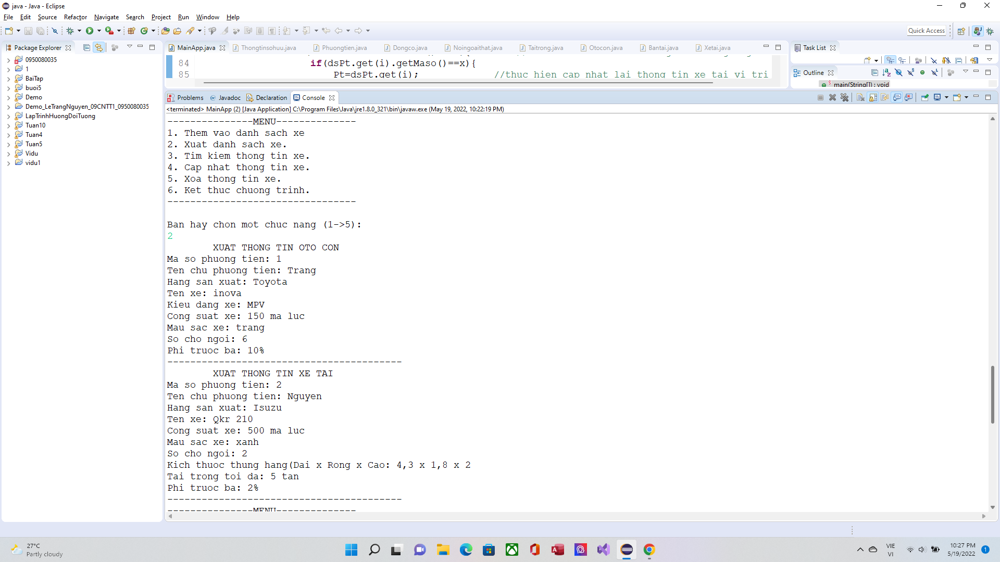 java - Java - Eclipse
File Edit Source Refactor Navigate Search Project Run Window Help
Quick Access
Package Explorer
0950080035
1
BaiTap
buoi5
Demo
Demo_LeTrangNguyen_09CNTT1_0950080035
LapTrinhHuongDoiTuong
Tuan10
Tuan4
Tuan5
Vidu
vidu1
MainApp.java Thongtinsohuu.java Phuongtien.java Dongco.java Noingoaithat.java Taitrong.java Otocon.java Bantai.java Xetai.java
84 if(dsPt.get(i).getMaso()==x){
85 Pt=dsPt.get(i); //thuc hien cap nhat lai thong tin xe tai vi tri
Task List
Outline
main(String[]) : void
Problems @ Javadoc Declaration Console
<terminated> MainApp (2) [Java Application] C:\Program Files\Java\jre1.8.0_321\bin\javaw.exe (May 19, 2022, 10:22:19 PM)
---------------MENU--------------
1. Them vao danh sach xe
2. Xuat danh sach xe.
3. Tim kiem thong tin xe.
4. Cap nhat thong tin xe.
5. Xoa thong tin xe.
6. Ket thuc chuong trinh.
---------------------------------
Ban hay chon mot chuc nang (1->5):
2
XUAT THONG TIN OTO CON
Ma so phuong tien: 1
Ten chu phuong tien: Trang
Hang san xuat: Toyota
Ten xe: inova
Kieu dang xe: MPV
Cong suat xe: 150 ma luc
Mau sac xe: trang
So cho ngoi: 6
Phi truoc ba: 10%
-----------------------------------------
XUAT THONG TIN XE TAI
Ma so phuong tien: 2
Ten chu phuong tien: Nguyen
Hang san xuat: Isuzu
Ten xe: Qkr 210
Cong suat xe: 500 ma luc
Mau sac xe: xanh
So cho ngoi: 2
Kich thuoc thung hang(Dai x Rong x Cao: 4,3 x 1,8 x 2
Tai trong toi da: 5 tan
Phi truoc ba: 2%
-----------------------------------------
---------------MENU--------------
27°C
Partly cloudy
VIE
VI
10:27 PM
5/19/2022
1